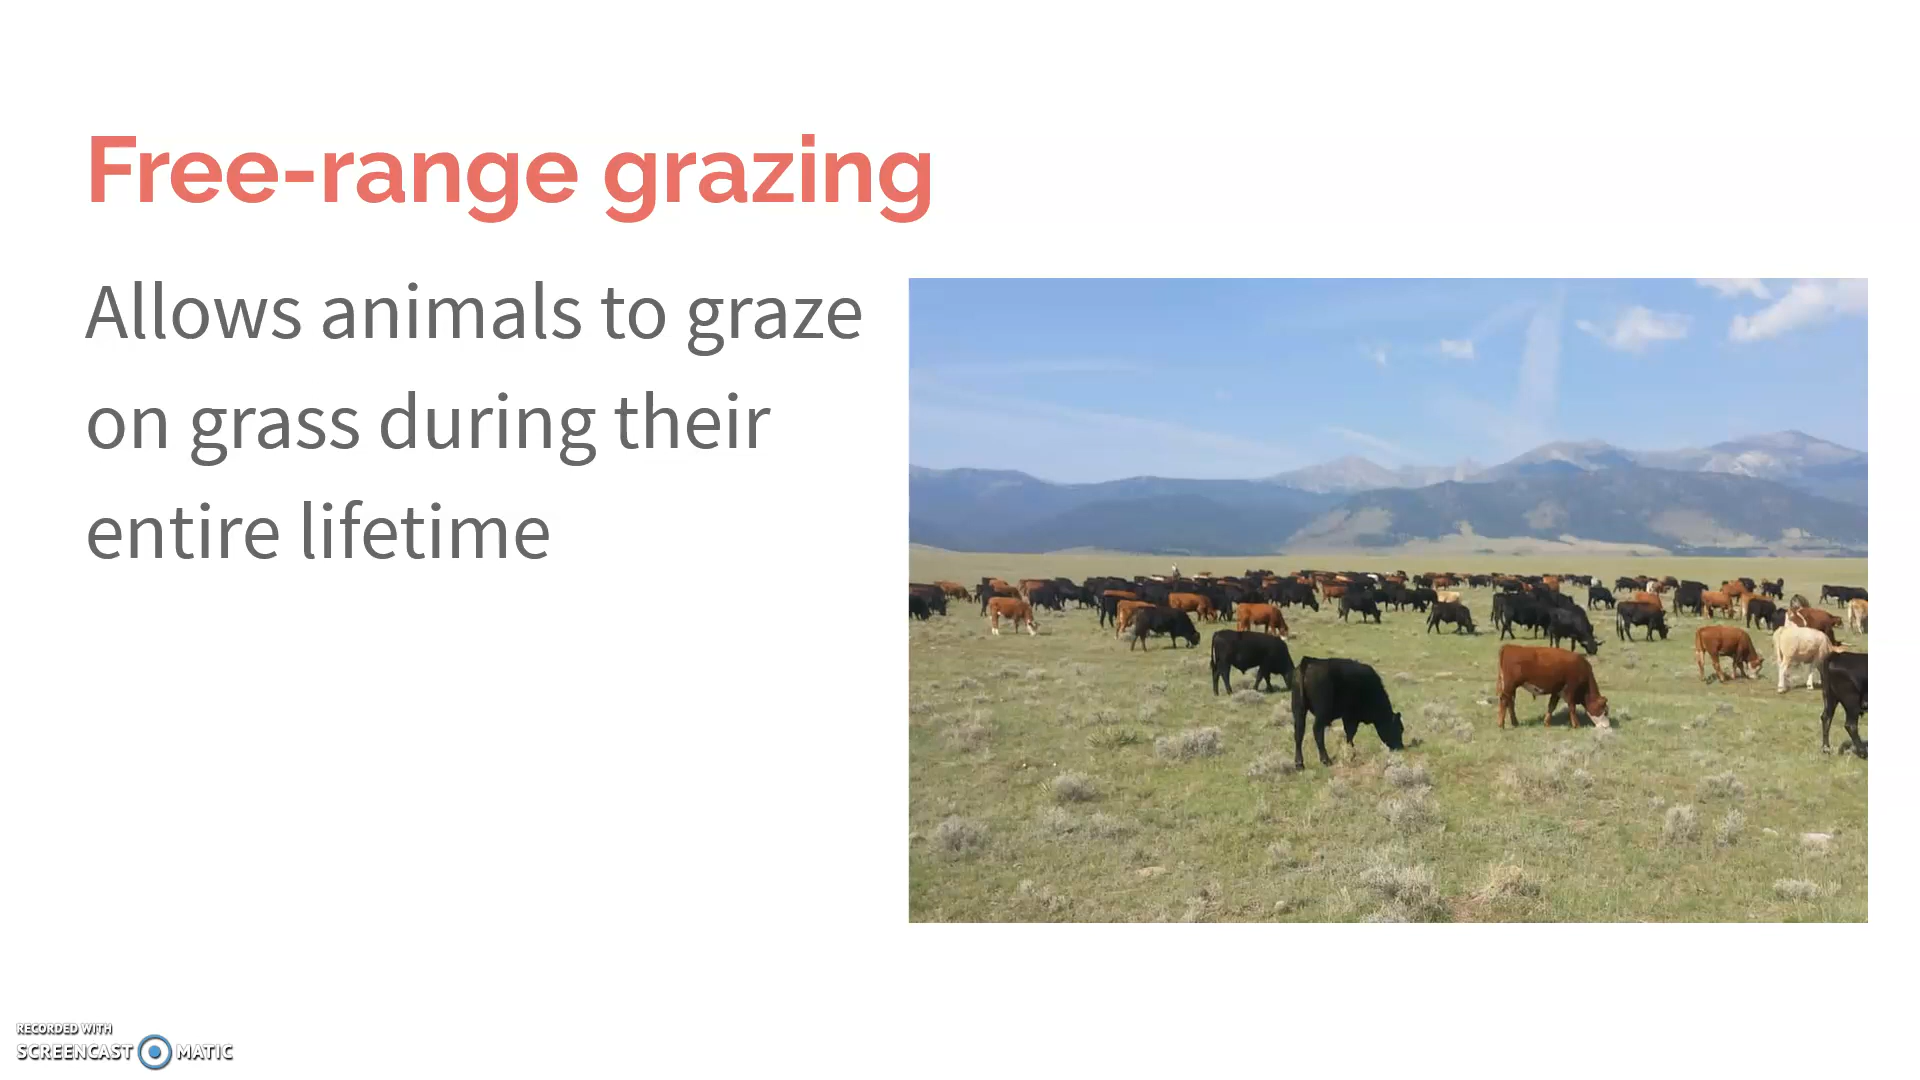 Free-range grazing
Allows animals to graze
on grass during their
entire lifetime
RECORDED WITH
SCREENCAST MATIC